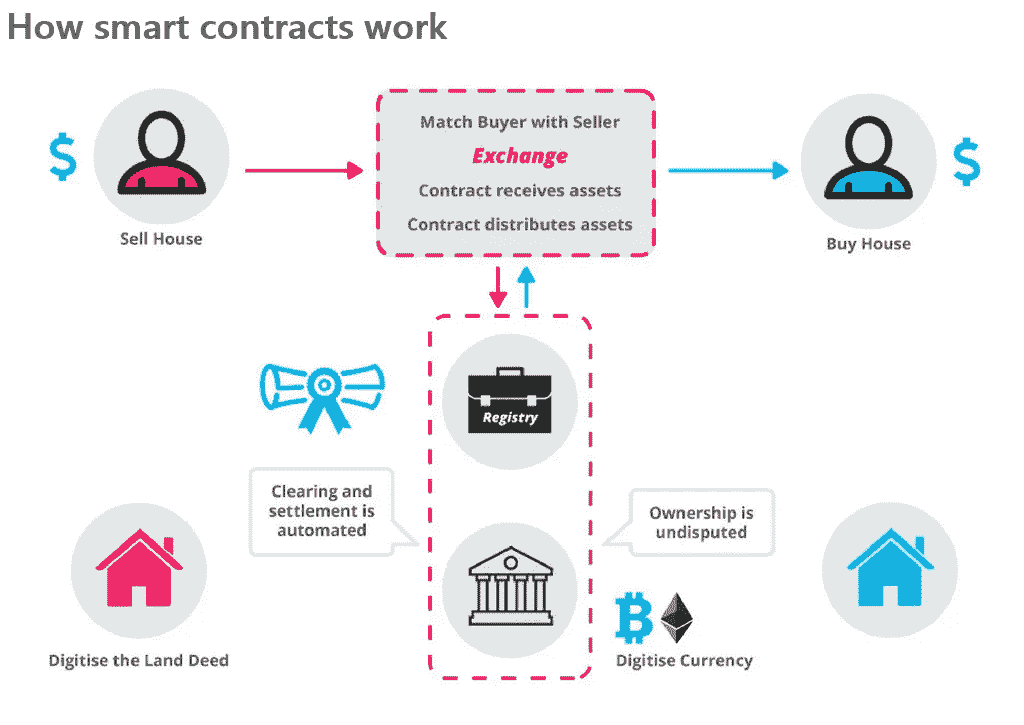 How smart contracts work
$
Match Buyer with Seller
Exchange
Contract receives assets
Contract distributes assets
$
Sell House
Buy House
Registry
Clearing and
settlement is
automated
Ownership is
undisputed
Digitise the Land Deed
Digitise Currency